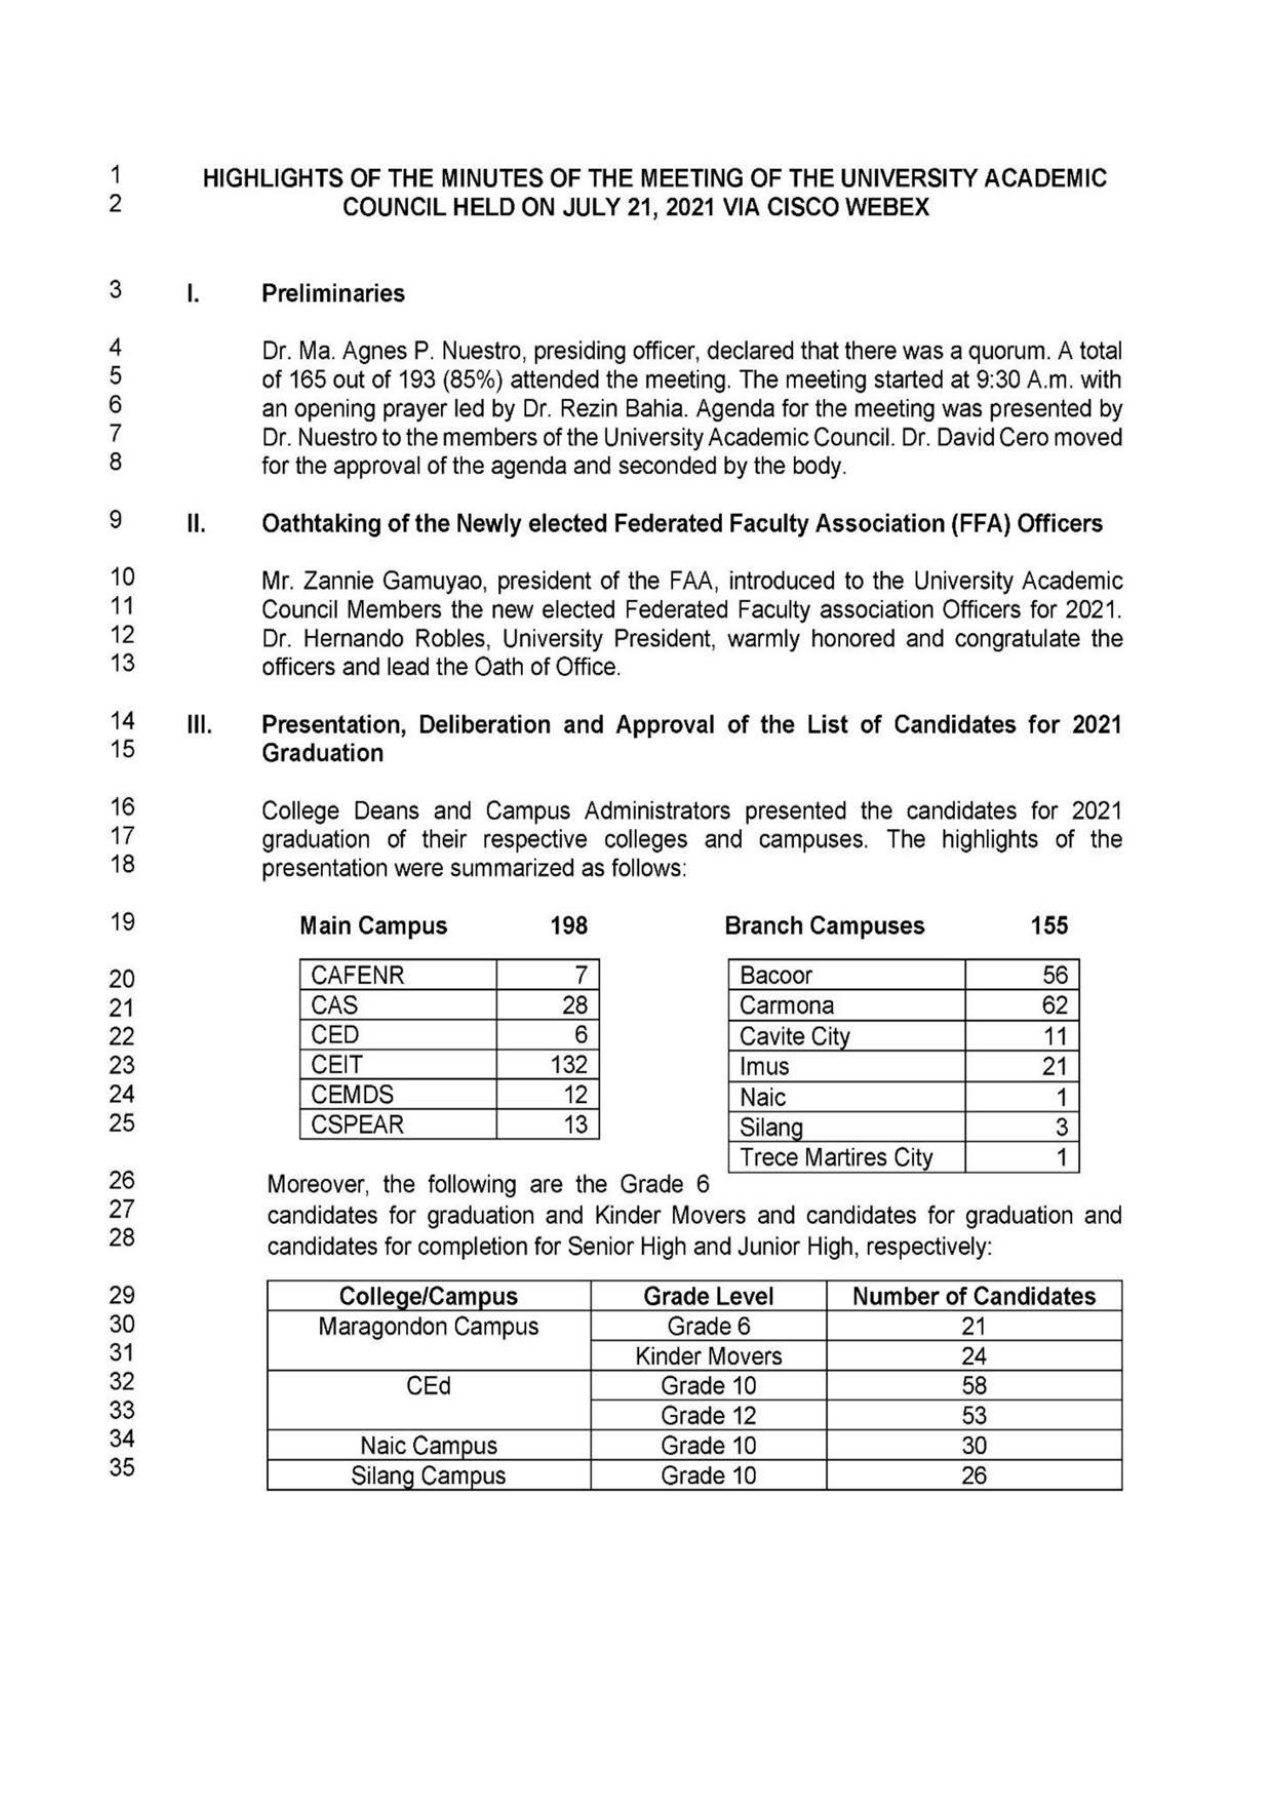 1 HIGHLIGHTS OF THE MINUTES OF THE MEETING OF THE UNIVERSITY ACADEMIC
2 COUNCIL HELD ON JULY 21, 2021 VIA CISCO WEBEX
3 I. Preliminaries
4 Dr. Ma. Agnes P. Nuestro, presiding officer, declared that there was a quorum. A total
5 of 165 out of 193 (85%) attended the meeting. The meeting started at 9:30 A.m. with
6 an opening prayer led by Dr. Rezin Bahia. Agenda for the meeting was presented by
7 Dr. Nuestro to the members of the University Academic Council. Dr. David Cero moved
8 for the approval of the agenda and seconded by the body.
9 II. Oathtaking of the Newly elected Federated Faculty Association (FFA) Officers
10 Mr. Zannie Gamuyao, president of the FAA, introduced to the University Academic
11 Council Members the new elected Federated Faculty association Officers for 2021.
12 Dr. Hernando Robles, University President, warmly honored and congratulate the
13 officers and lead the Oath of Office.
14 III. Presentation, Deliberation and Approval of the List of Candidates for 2021
15 Graduation
16 College Deans and Campus Administrators presented the candidates for 2021
17 graduation of their respective colleges and campuses. The highlights of the
18 presentation were summarized as follows:
19 Main Campus 198 Branch Campuses 155
20 CAFENR 7 Bacoor 56
21 CAS 28 Carmona 62
22 CED 6 Cavite City 11
23 CEIT 132 Imus 21
24 CEMDS 12 Naic 1
25 CSPEAR 13 Silang 3
Trece Martires City 1
26 Moreover, the following are the Grade 6
27 candidates for graduation and Kinder Movers and candidates for graduation and
28 candidates for completion for Senior High and Junior High, respectively:
29 College/Campus Grade Level Number of Candidates
30 Maragondon Campus Grade 6 21
31 Kinder Movers 24
32 CEd Grade 10 58
33 Grade 12 53
34 Naic Campus Grade 10 30
35 Silang Campus Grade 10 26